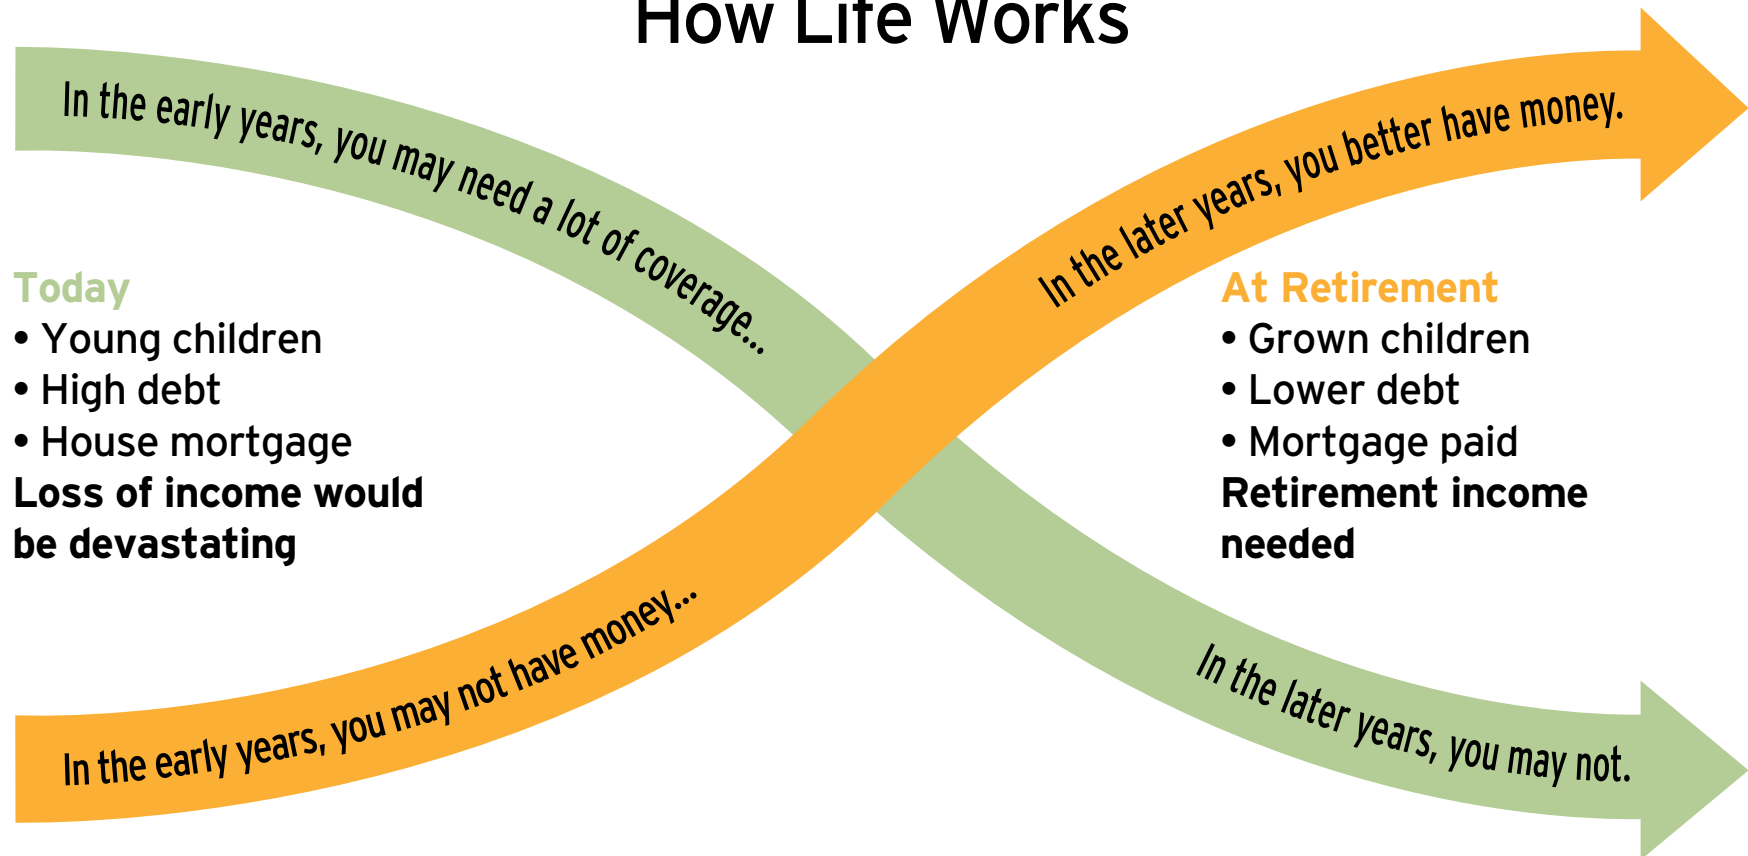 How Life Works
In the early years, you may need a lot of coverage...
In the later years, you better have money.
Today
• Young children
• High debt
• House mortgage
Loss of income would
be devastating
At Retirement
• Grown children
• Lower debt
• Mortgage paid
Retirement income
needed
In the early years, you may not have money...
In the later years, you may not.